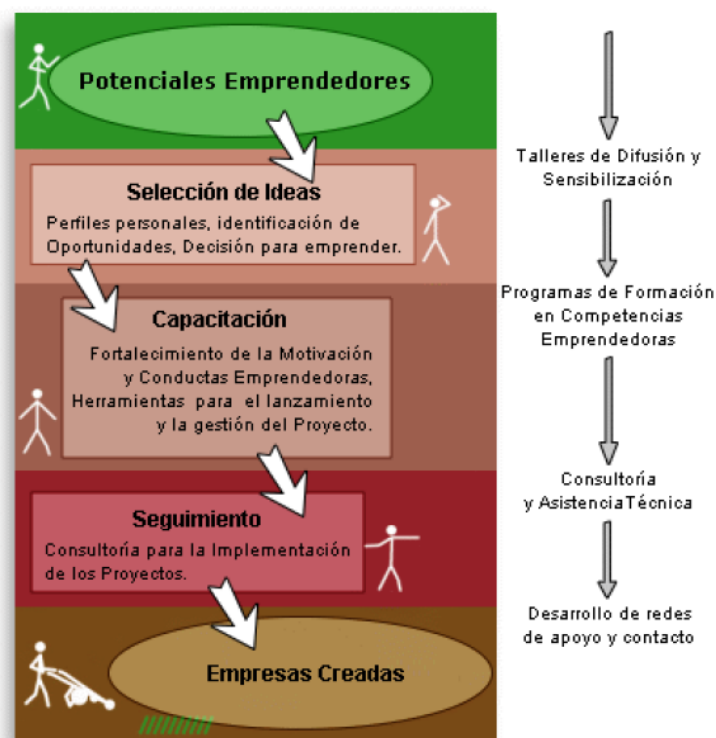 Potenciales Emprendedores
Selección de Ideas
Perfiles personales, identificación de
Oportunidades, Decisión para emprender.
Capacitación
Fortalecimiento de la Motivación
y Conductas Emprendedoras,
Herramientas para el lanzamiento
y la gestión del Proyecto.
Seguimiento
Consultoría para la Implementación
de los Proyectos.
Empresas Creadas
Talleres de Difusión y
Sensibilización
Programas de Formación
en Competencias
Emprendedoras
Consultoría
y Asistencia Técnica
Desarrollo de redes
de apoyo y contacto